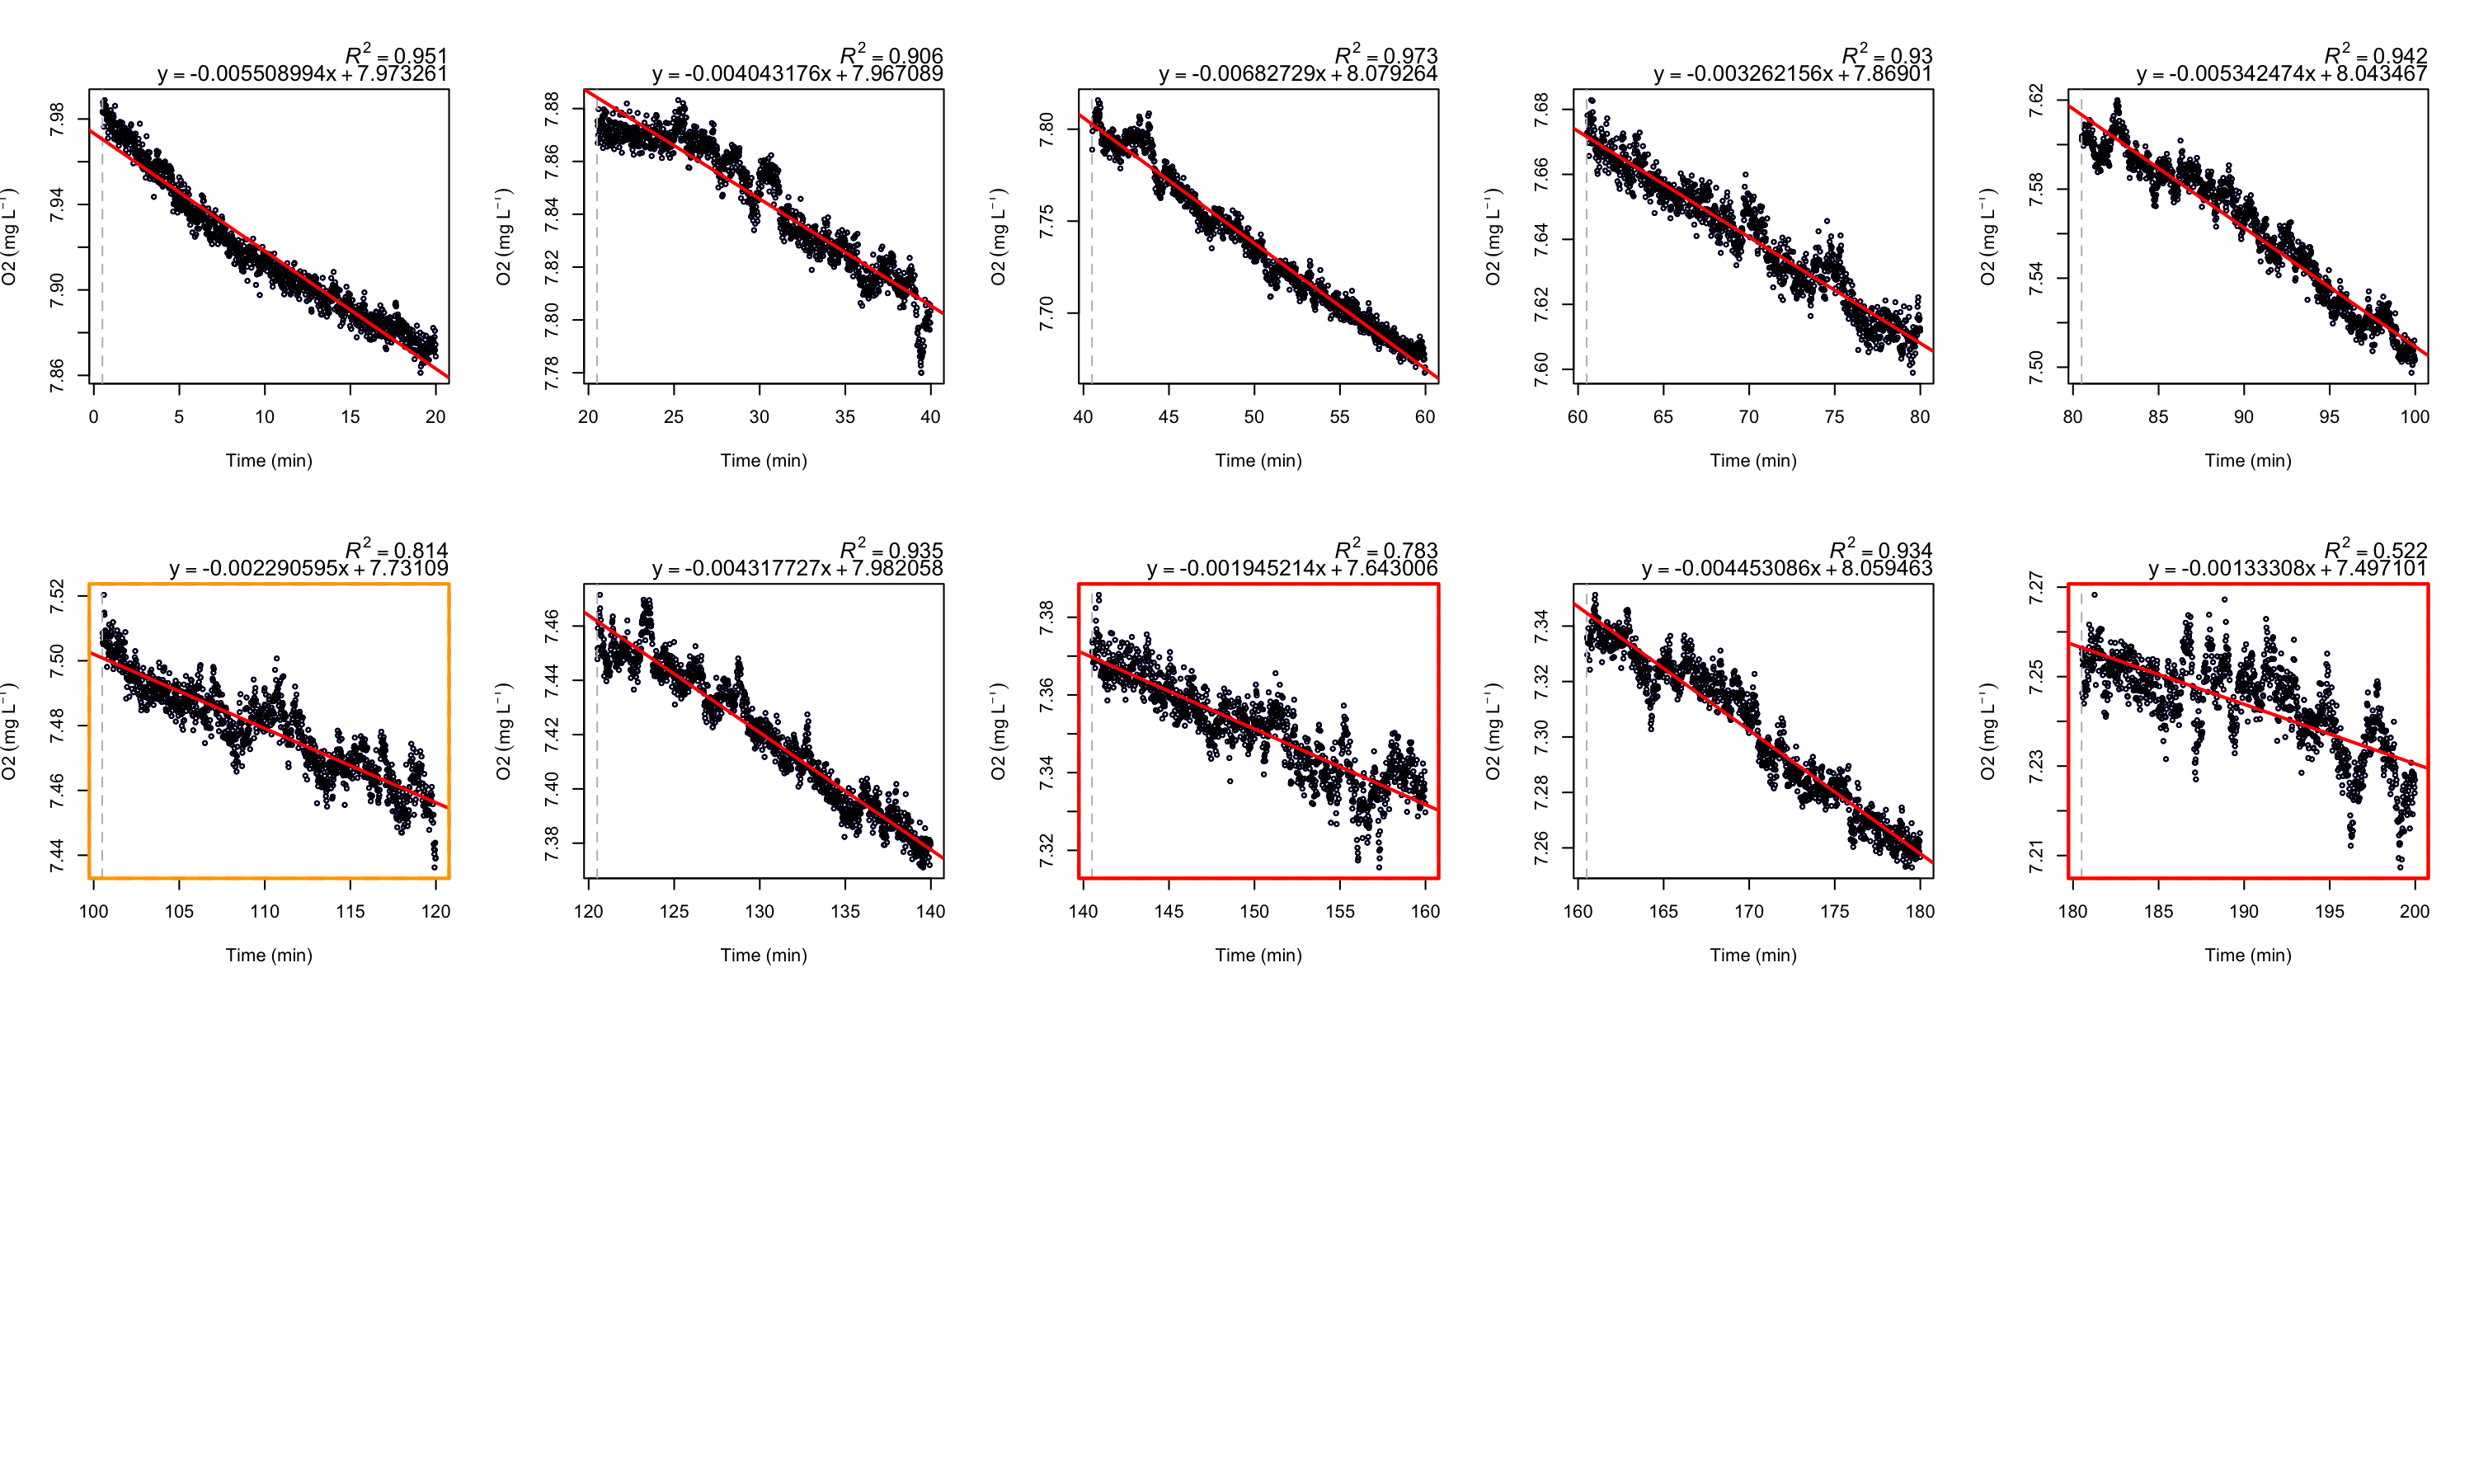 R² = 0.951
y = -0.005508994x + 7.973261
O2 (mg L⁻¹)
7.98
7.94
7.90
7.86
0 5 10 15 20
Time (min)
R² = 0.906
y = -0.004043176x + 7.967089
O2 (mg L⁻¹)
7.88
7.86
7.84
7.82
7.80
7.78
20 25 30 35 40
Time (min)
R² = 0.973
y = -0.00682729x + 8.079264
O2 (mg L⁻¹)
7.80
7.75
7.70
40 45 50 55 60
Time (min)
R² = 0.93
y = -0.003262156x + 7.86901
O2 (mg L⁻¹)
7.68
7.66
7.64
7.62
7.60
60 65 70 75 80
Time (min)
R² = 0.942
y = -0.005342474x + 8.043467
O2 (mg L⁻¹)
7.62
7.58
7.54
7.50
80 85 90 95 100
Time (min)
R² = 0.814
y = -0.002290595x + 7.73109
O2 (mg L⁻¹)
7.52
7.50
7.48
7.46
7.44
100 105 110 115 120
Time (min)
R² = 0.935
y = -0.004317727x + 7.982058
O2 (mg L⁻¹)
7.46
7.44
7.42
7.40
7.38
120 125 130 135 140
Time (min)
R² = 0.783
y = -0.001945214x + 7.643006
O2 (mg L⁻¹)
7.38
7.36
7.34
7.32
140 145 150 155 160
Time (min)
R² = 0.934
y = -0.004453086x + 8.059463
O2 (mg L⁻¹)
7.34
7.32
7.30
7.28
7.26
160 165 170 175 180
Time (min)
R² = 0.522
y = -0.00133308x + 7.497101
O2 (mg L⁻¹)
7.27
7.25
7.23
7.21
180 185 190 195 200
Time (min)